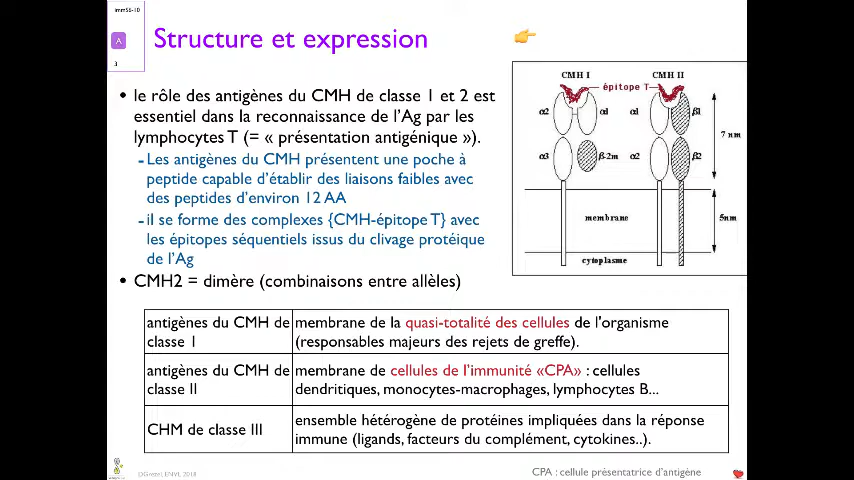 ImmS6-10
A
3
Structure et expression
• le rôle des antigènes du CMH de classe 1 et 2 est
essentiel dans la reconnaissance de l'Ag par les
lymphocytes T (= « présentation antigénique »).
- Les antigènes du CMH présentent une poche à
peptide capable d'établir des liaisons faibles avec
des peptides d'environ 12 AA
- il se forme des complexes {CMH-épitope T} avec
les épitopes séquentiels issus du clivage protéique
de l'Ag
• CMH2 = dimère (combinaisons entre allèles)
CMH I
CMH II
épitope T
α2
α1
α1
β1
7 nm
α3
β-2m
α2
β2
membrane
5nm
cytoplasme
antigènes du CMH de
classe 1
membrane de la quasi-totalité des cellules de l'organisme
(responsables majeurs des rejets de greffe).
antigènes du CMH de
classe II
membrane de cellules de l'immunité «CPA» : cellules
dendritiques, monocytes-macrophages, lymphocytes B...
CHM de classe III
ensemble hétérogène de protéines impliquées dans la réponse
immune (ligands, facteurs du complément, cytokines..).
CPA : cellule présentatrice d'antigène